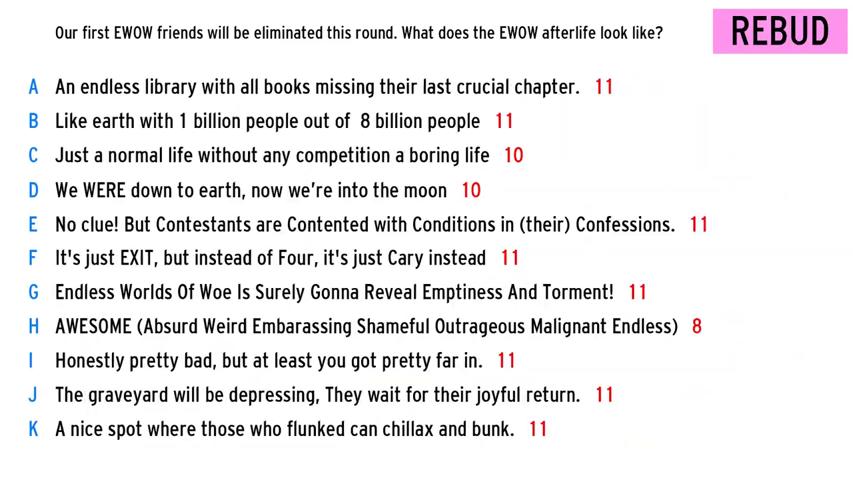 Our first EWOW friends will be eliminated this round. What does the EWOW afterlife look like?
REBUD
A An endless library with all books missing their last crucial chapter. 11
B Like earth with 1 billion people out of 8 billion people 11
C Just a normal life without any competition a boring life 10
D We WERE down to earth, now we're into the moon 10
E No clue! But Contestants are Contented with Conditions in (their) Confessions. 11
F It's just EXIT, but instead of Four, it's just Cary instead 11
G Endless Worlds Of Woe Is Surely Gonna Reveal Emptiness And Torment! 11
H AWESOME (Absurd Weird Embarassing Shameful Outrageous Malignant Endless) 8
I Honestly pretty bad, but at least you got pretty far in. 11
J The graveyard will be depressing, They wait for their joyful return. 11
K A nice spot where those who flunked can chillax and bunk. 11